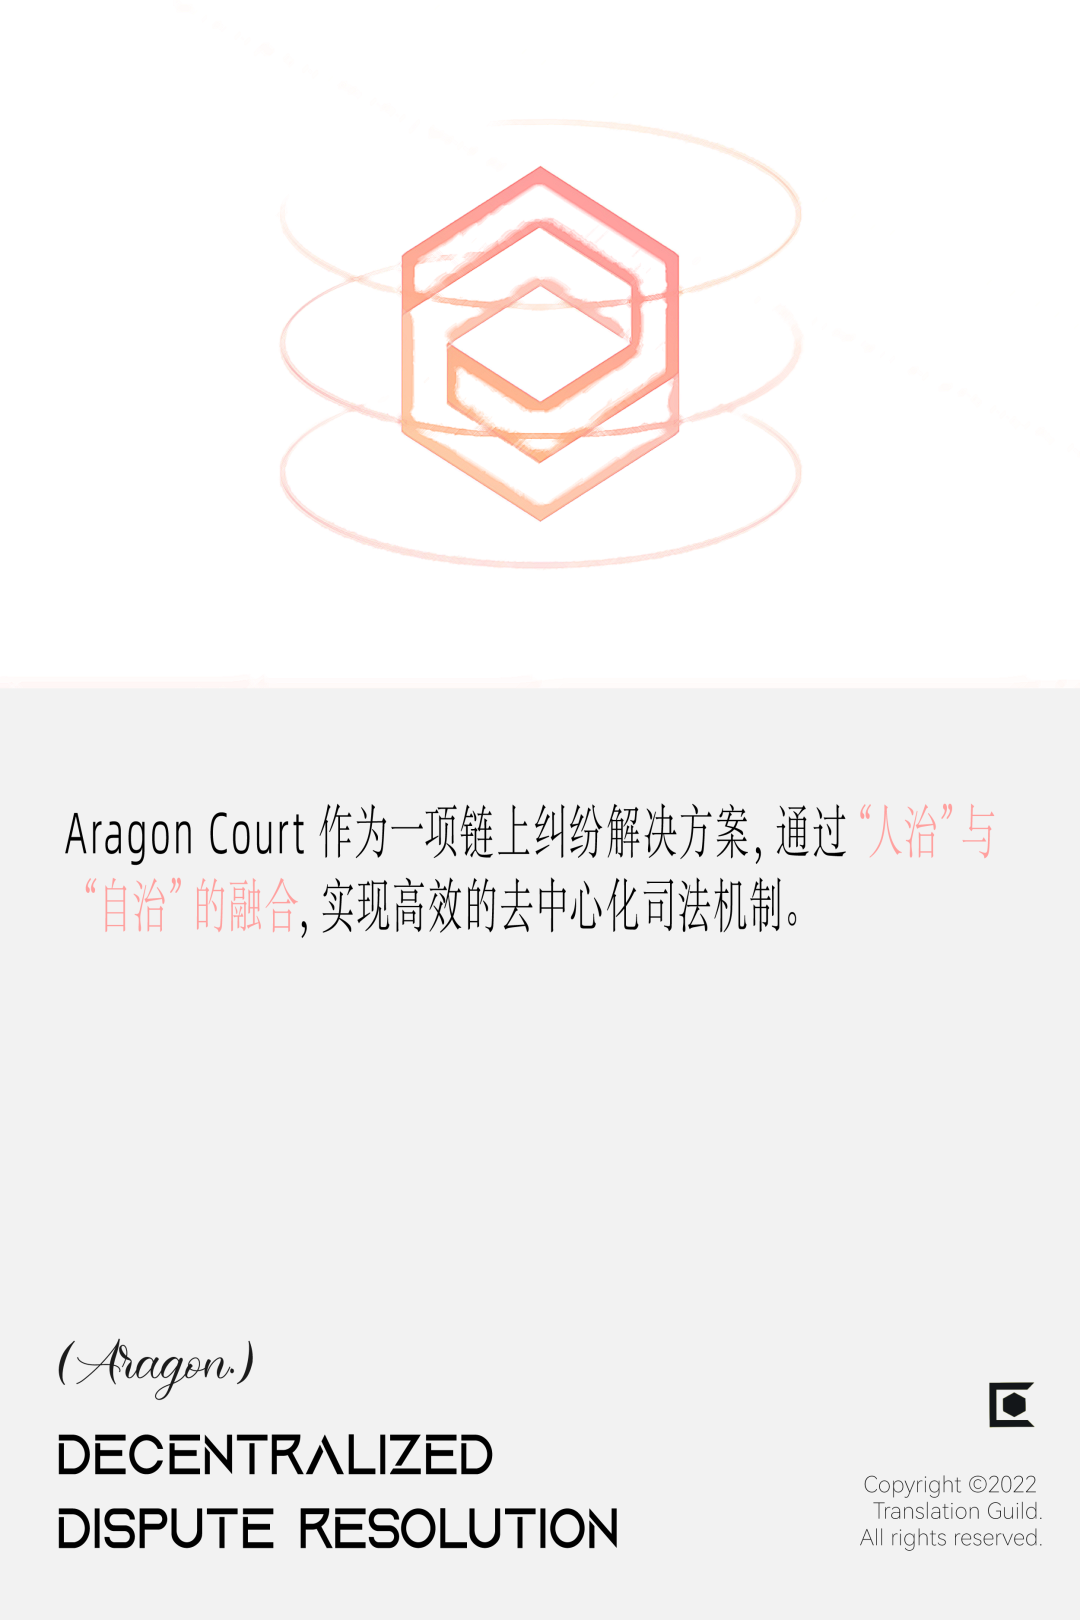 Aragon Court 作为一项链上纠纷解决方案, 通过 “人治” 与
“自治” 的融合, 实现高效的去中心化司法机制。
(Aragon.)
DECENTRALIZED
DISPUTE RESOLUTION
Copyright ©2022
Translation Guild.
All rights reserved.